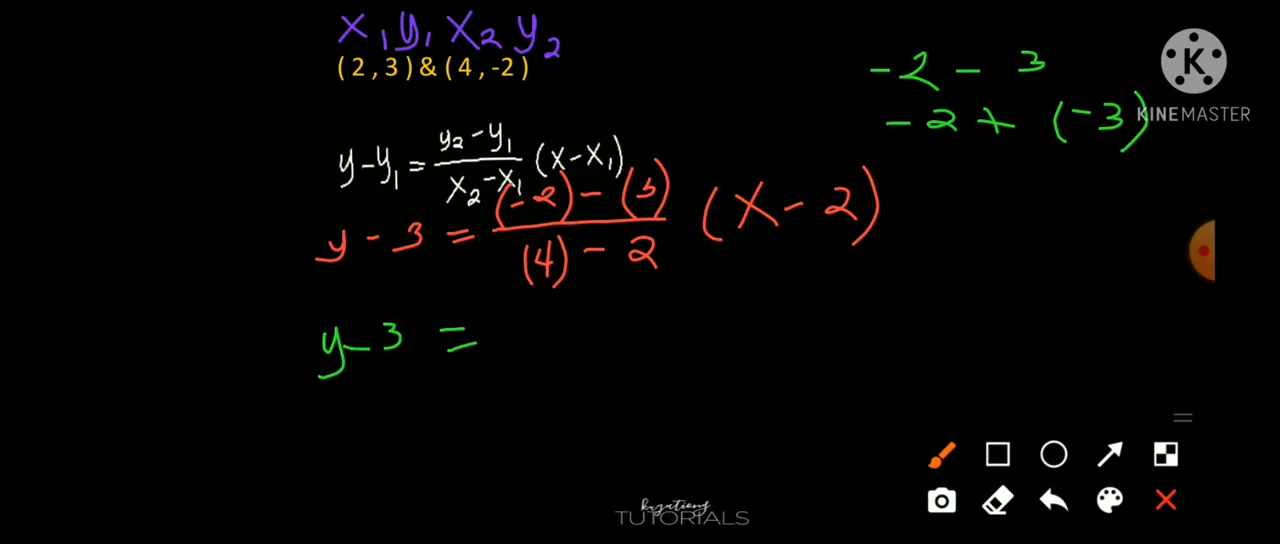 x₁ y₁ x₂ y₂
(2,3) & (4,-2)
y-y₁ = y₂-y₁ / x₂-x₁ (x-x₁)
y - 3 = (-2) - (3) / (4) - 2 (x - 2)
y - 3 =
-2 - 3
-2 + (-3)
K
KINEMASTER
TUTORIALS